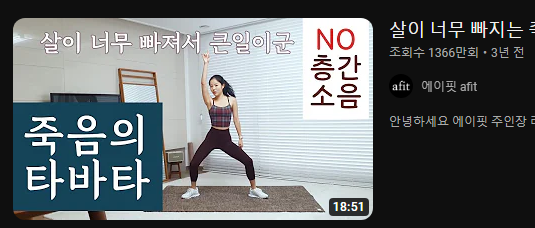 살이 너무 빠져서 큰일이군
NO
층간
소음
죽음의
타바타
18:51
살이 너무 빠지는
조회수 1366만회 • 3년 전
afit
에이핏 afit
안녕하세요 에이핏 주인장